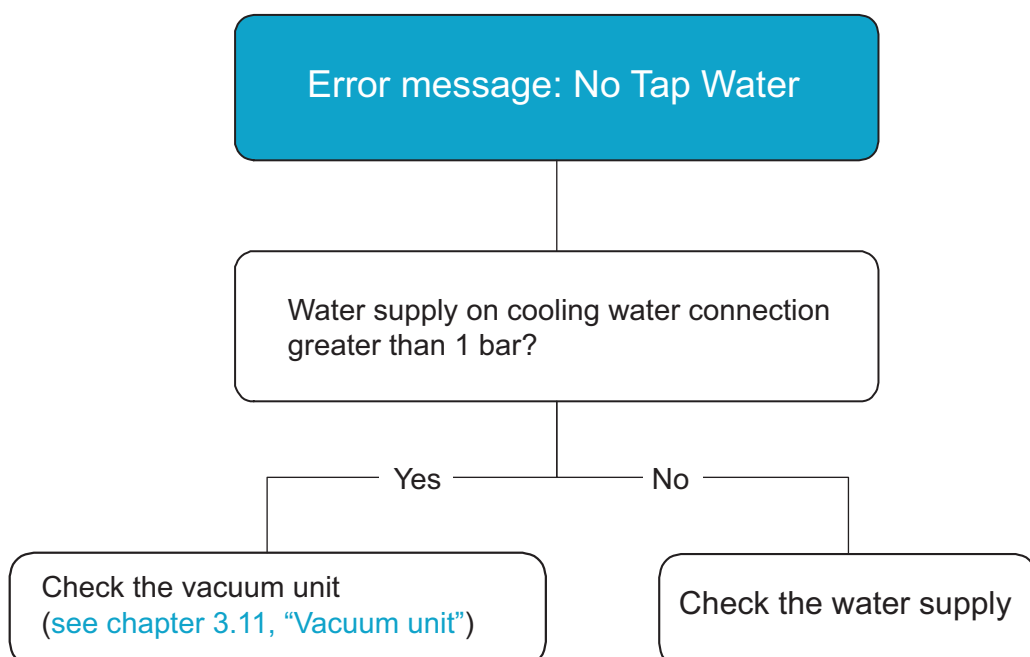 Error message: No Tap Water
Water supply on cooling water connection
greater than 1 bar?
Yes
No
Check the vacuum unit
(see chapter 3.11, “Vacuum unit”)
Check the water supply